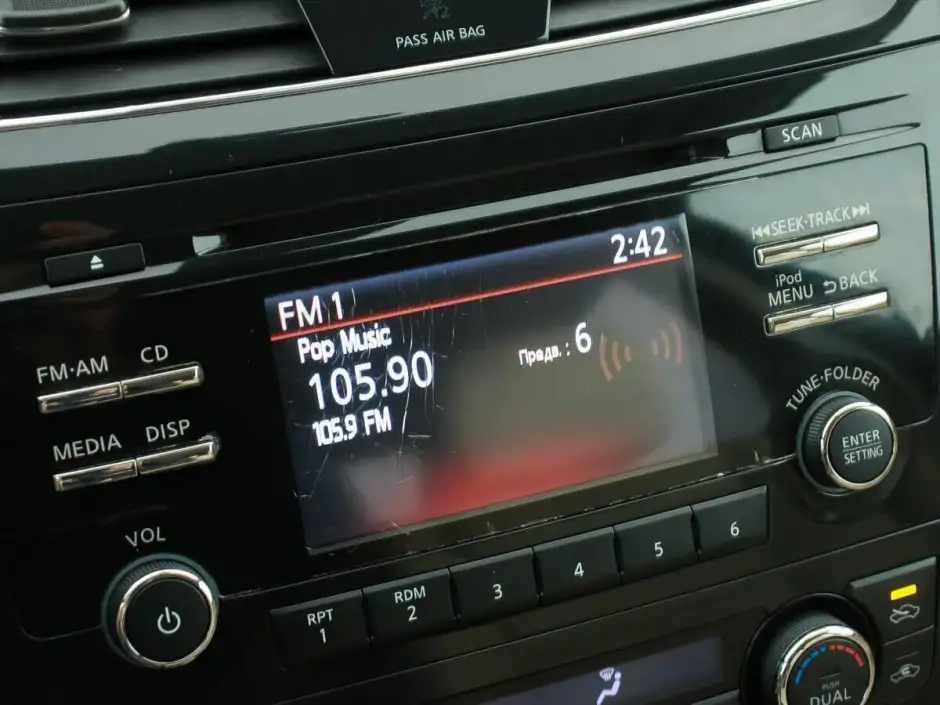 PASS AIR BAG
SCAN
SEEK·TRACK
iPod
MENU BACK
FM·AM CD
MEDIA DISP
VOL
2:42
FM 1
Pop Music
105.90
Предв.: 6
105.9 FM
TUNE·FOLDER
ENTER
SETTING
RPT
1
RDM
2
3
4
5
6
PUSH
DUAL